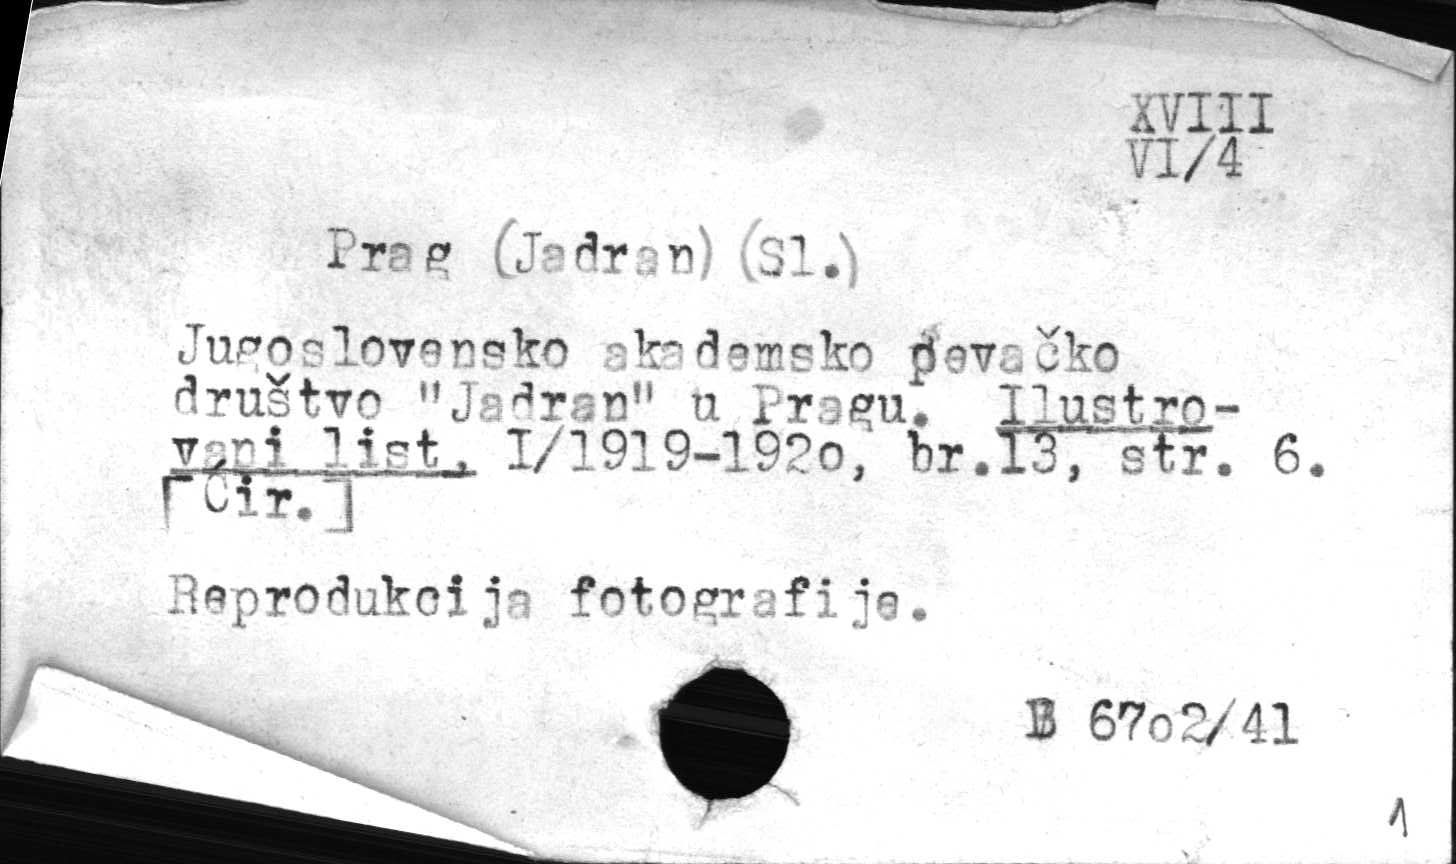 XVIII
VI/4
Prag (Jadran) (Sl.)
Jugoslovensko akademsko pevačko
društvo "Jadran" u Pragu. Ilustro-
vani list, I/1919-192o, br.13, str. 6.
[Ćir.]
Reprodukcija fotografije.
B 67o2/41
1